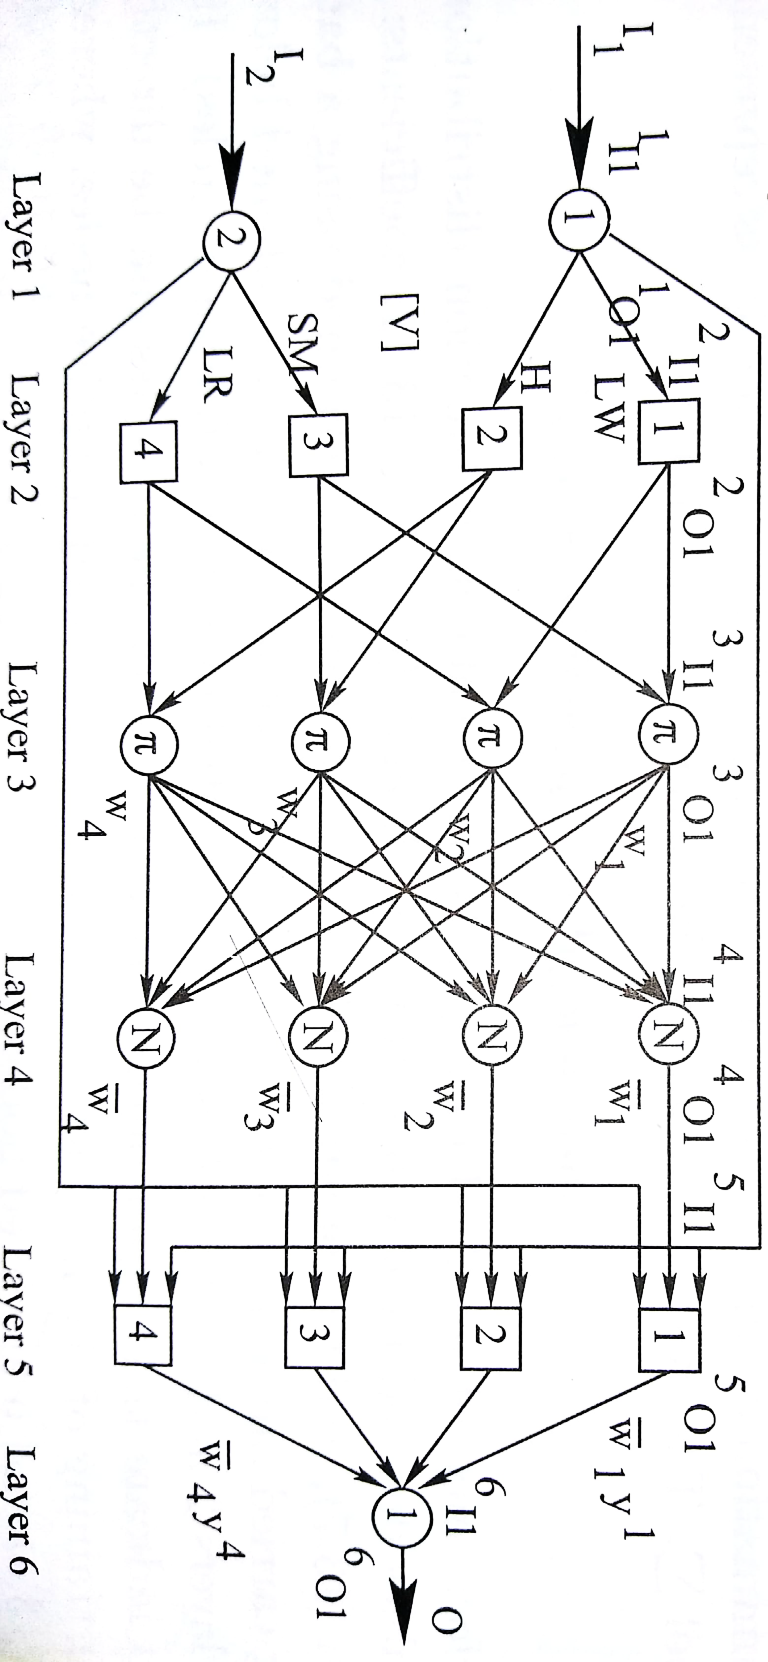 I1
1 I1
1
1 O1
2 I1
LW
1
2 O1
3 I1
π
3 O1
w1
4 I1
N
4 O1
w̅1
5 I1
1
5 O1
w̅1 y1
H
2
π
w2
N
w̅2
2
[V]
6 I1
1
6 O1
O
I2
2
SM
3
π
w3
N
w̅3
3
LR
4
π
w4
N
w̅4
4
w̅4 y4
Layer 1 Layer 2 Layer 3 Layer 4 Layer 5 Layer 6